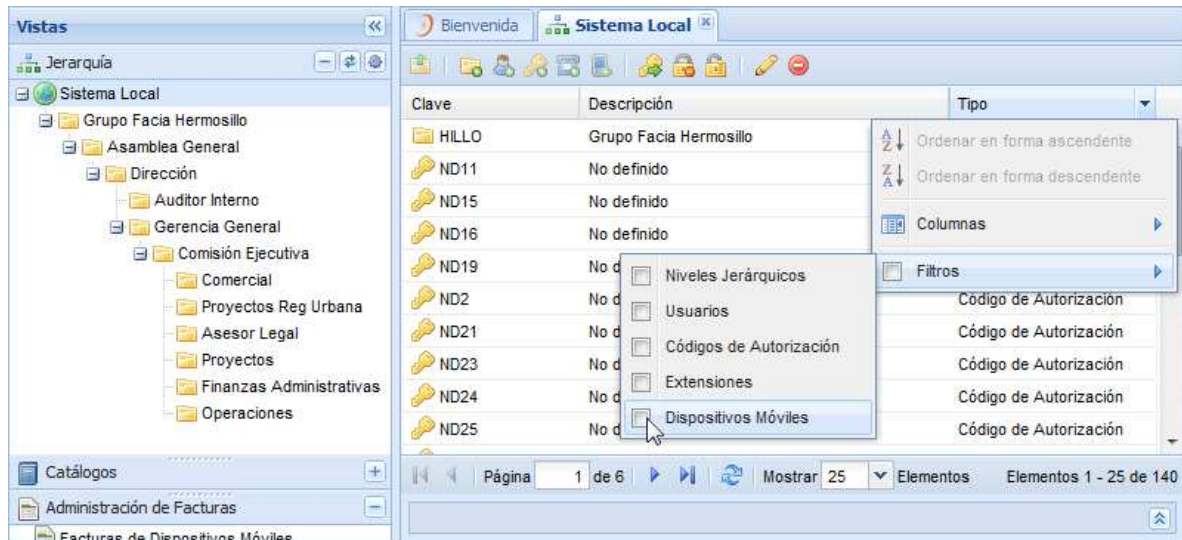 Vistas
Jerarquía
Sistema Local
Grupo Facia Hermosillo
Asamblea General
Dirección
Auditor Interno
Gerencia General
Comisión Ejecutiva
Comercial
Proyectos Reg Urbana
Asesor Legal
Proyectos
Finanzas Administrativas
Operaciones
Catálogos
Administración de Facturas
Facturas de Dispositivos Móviles
Bienvenida Sistema Local
Clave Descripción Tipo
HILLO Grupo Facia Hermosillo
ND11 No definido
ND15 No definido
ND16 No definido
ND19 No d
ND2 No d Código de Autorización
ND21 No d Código de Autorización
ND23 No d Código de Autorización
ND24 No d Código de Autorización
ND25 No d Código de Autorización
Ordenar en forma ascendente
Ordenar en forma descendente
Columnas
Filtros
Niveles Jerárquicos
Usuarios
Códigos de Autorización
Extensiones
Dispositivos Móviles
Página 1 de 6 Mostrar 25 Elementos Elementos 1 - 25 de 140